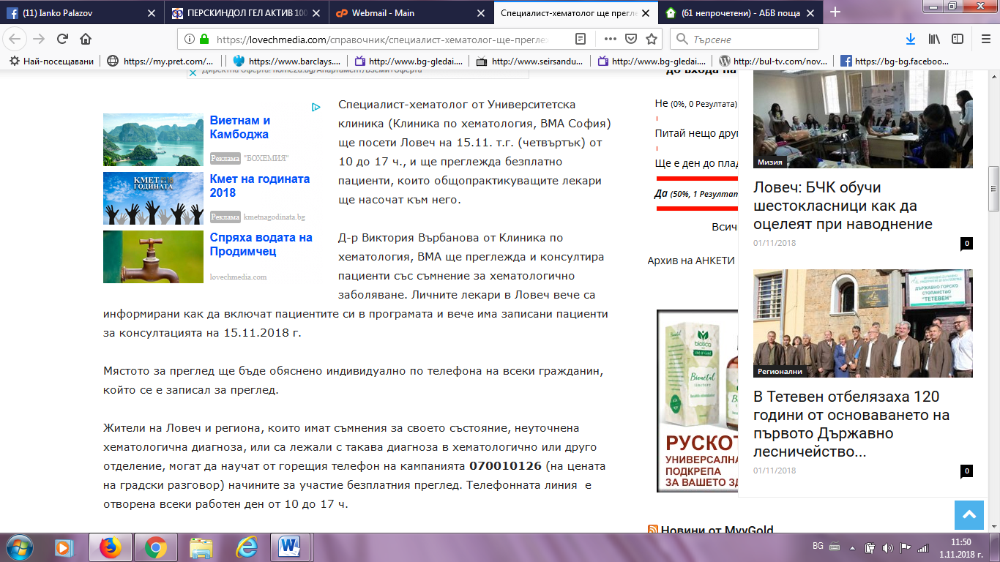 (11) Ianko Palazov
ПЕРСКИНДОЛ ГЕЛ АКТИВ 100
Webmail - Main
Специалист-хематолог ще прегле
(61 непрочетени) - АБВ поща
https://lovechmedia.com/справочник/специалист-хематолог-ще-преглеж
Търсене
Най-посещавани
https://my.pret.com/...
https://www.barclays....
http://www.bg-gledai....
http://www.seirsandu...
http://www.bg-gledai....
http://bul-tv.com/nov...
https://bg-bg.faceboo...
Виетнам и
Камбоджа
Реклама "БОХЕМИЯ"
КМЕТ НА
ГОДИНАТА
Кмет на годината
2018
Реклама kmetnagodinata.bg
Спряха водата на
Продимчец
lovechmedia.com
Специалист-хематолог от Университетска
клиника (Клиника по хематология, ВМА София)
ще посети Ловеч на 15.11. т.г. (четвъртък) от
10 до 17 ч., и ще преглежда безплатно
пациенти, които общопрактикуващите лекари
ще насочат към него.
Д-р Виктория Върбанова от Клиника по
хематология, ВМА ще преглежда и консултира
пациенти със съмнение за хематологично
заболяване. Личните лекари в Ловеч вече са
информирани как да включат пациентите си в програмата и вече има записани пациенти
за консултацията на 15.11.2018 г.
Мястото за преглед ще бъде обяснено индивидуално по телефона на всеки гражданин,
който се е записал за преглед.
Жители на Ловеч и региона, които имат съмнения за своето състояние, неуточнена
хематологична диагноза, или са лежали с такава диагноза в хематологично или друго
отделение, могат да научат от горещия телефон на кампанията 070010126 (на цената
на градски разговор) начините за участие безплатния преглед. Телефонната линия е
отворена всеки работен ден от 10 до 17 ч.
до входа на
Не (0%, 0 Резултата)
Питай нещо друг
Ще е ден до плад
Да (50%, 1 Резултат
Всич
Архив на АНКЕТИ
biotica
Bioactal
tincture
РУСКОТ
УНИВЕРСАЛНА
ПОДКРЕПА
ЗА ВАШЕТО ЗД
Новини от MyvGold
Мизия
Ловеч: БЧК обучи
шестокласници как да
оцелеят при наводнение
01/11/2018
0
ДЪРЖАВНО ГОРСКО
СТОПАНСТВО
"ТЕТЕВЕН"
Регионални
В Тетевен отбелязаха 120
години от основаването на
първото Държавно
лесничейство...
01/11/2018
0
BG
11:50
1.11.2018 г.